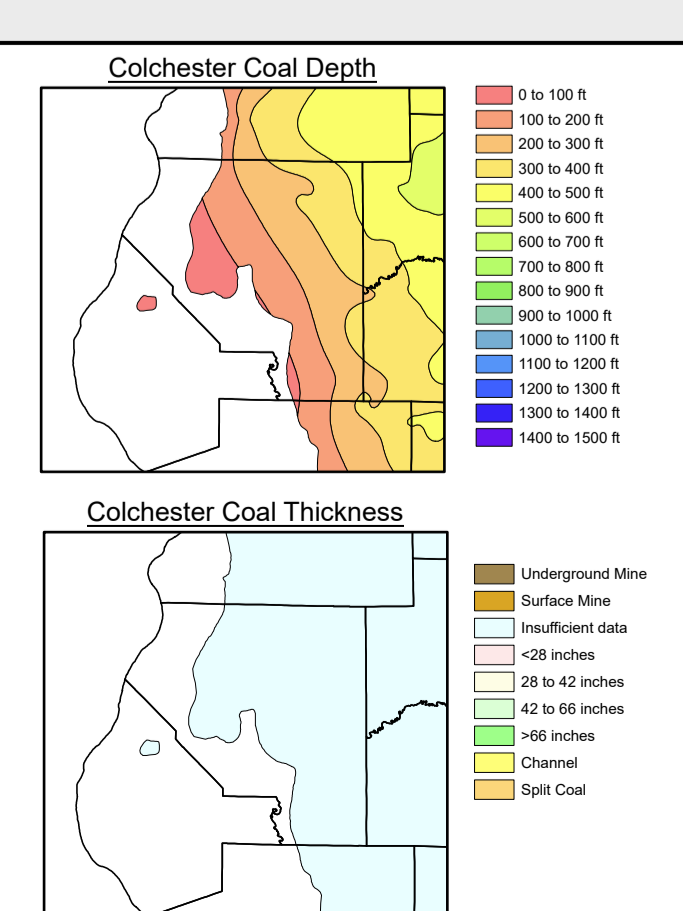 Colchester Coal Depth
0 to 100 ft
100 to 200 ft
200 to 300 ft
300 to 400 ft
400 to 500 ft
500 to 600 ft
600 to 700 ft
700 to 800 ft
800 to 900 ft
900 to 1000 ft
1000 to 1100 ft
1100 to 1200 ft
1200 to 1300 ft
1300 to 1400 ft
1400 to 1500 ft
Colchester Coal Thickness
Underground Mine
Surface Mine
Insufficient data
<28 inches
28 to 42 inches
42 to 66 inches
>66 inches
Channel
Split Coal